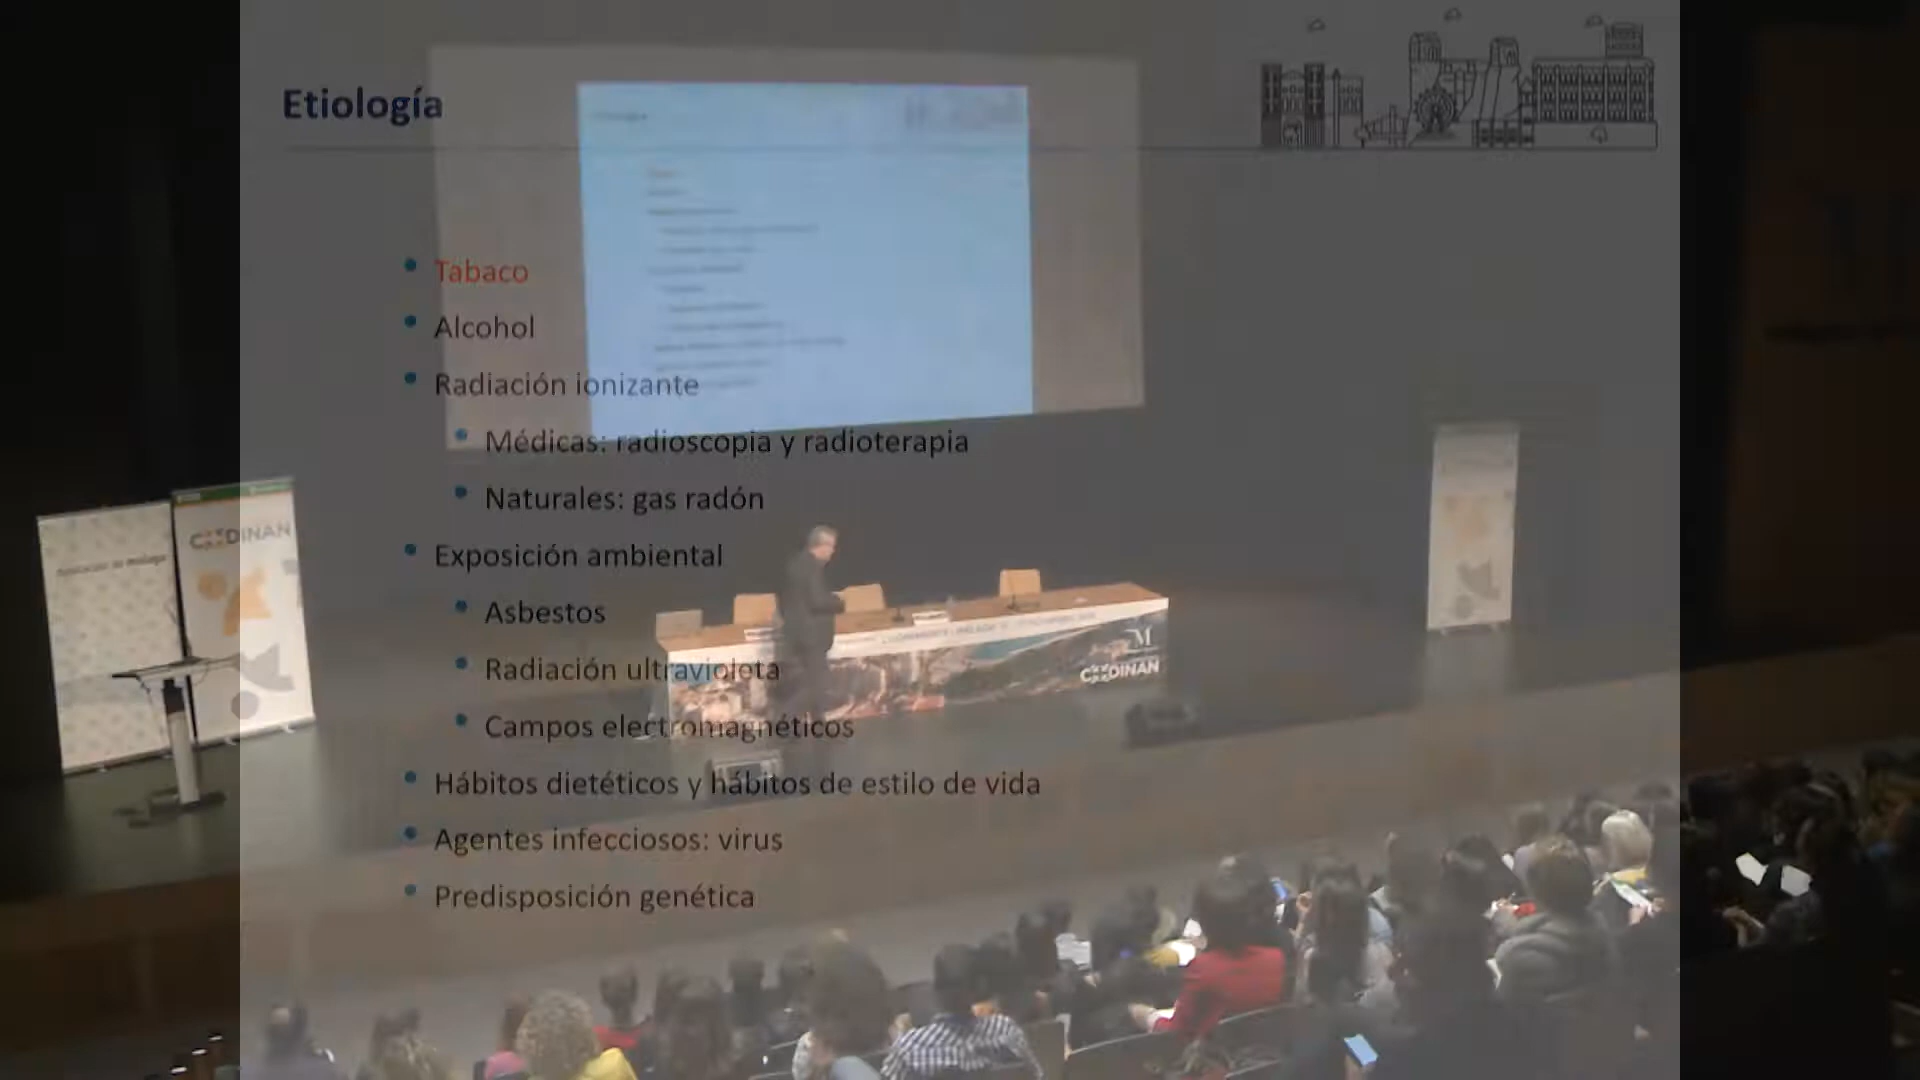 Etiología
Tabaco
Alcohol
Radiación ionizante
Médicas: radioscopia y radioterapia
Naturales: gas radón
Exposición ambiental
Asbestos
Radiación ultravioleta
Campos electromagnéticos
Hábitos dietéticos y hábitos de estilo de vida
Agentes infecciosos: virus
Predisposición genética
CODINAN
M
CODINAN